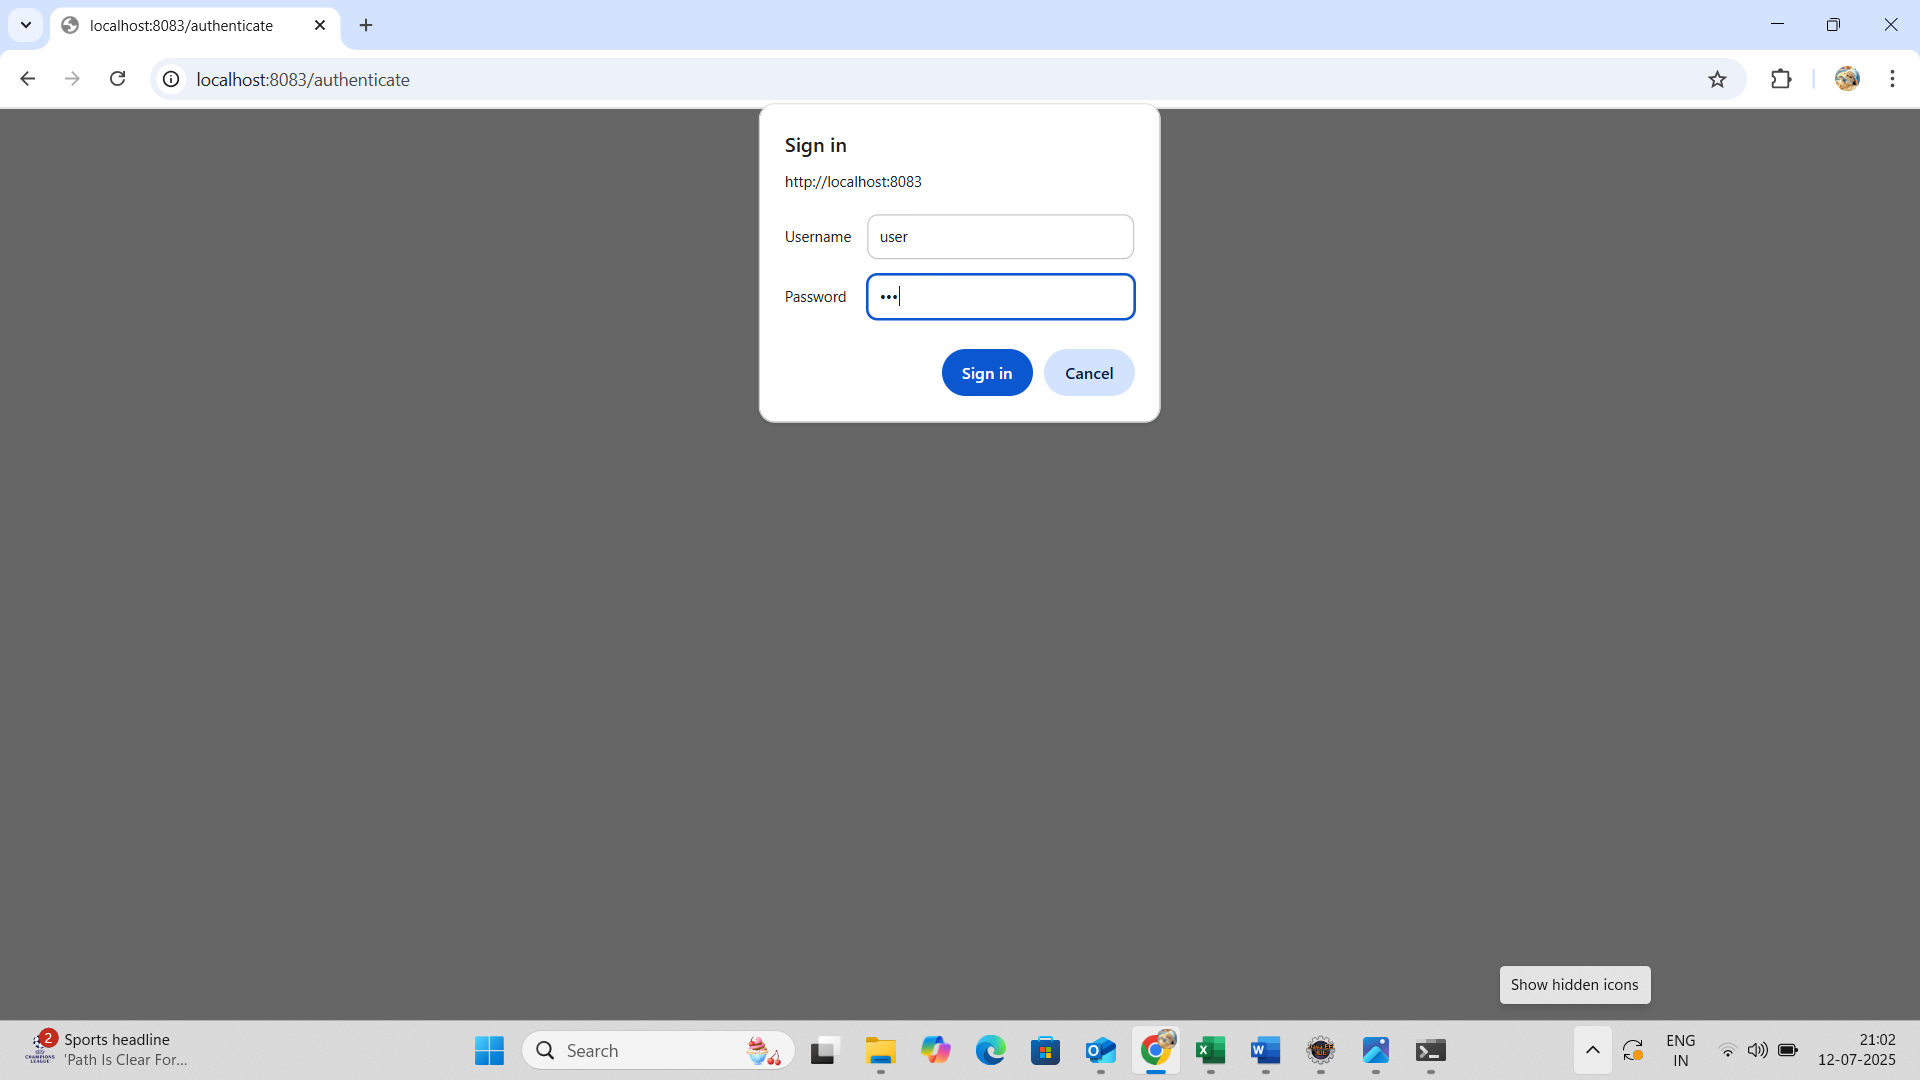 localhost:8083/authenticate
localhost:8083/authenticate
Sign in
http://localhost:8083
Username
user
Password
•••
Sign in
Cancel
Show hidden icons
2
Sports headline
'Path Is Clear For...
Search
ENG
IN
21:02
12-07-2025